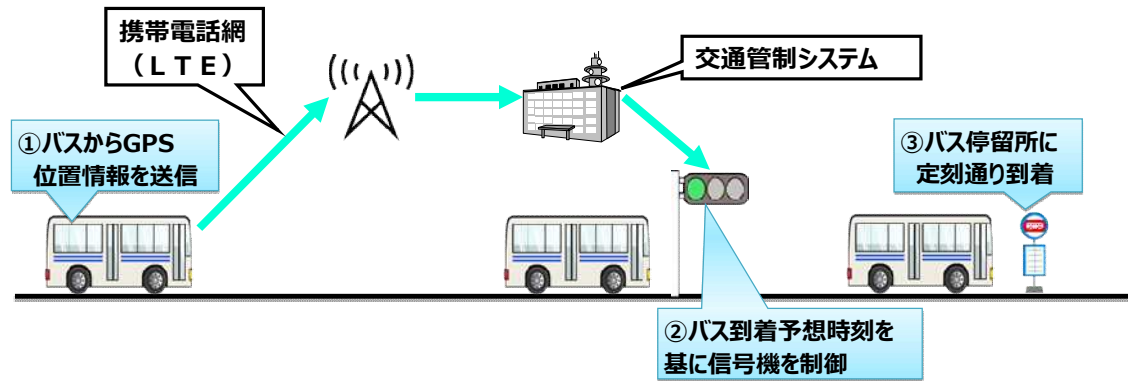 携帯電話網
（ＬＴＥ）
交通管制システム
①バスからGPS
位置情報を送信
③バス停留所に
定刻通り到着
②バス到着予想時刻を
基に信号機を制御